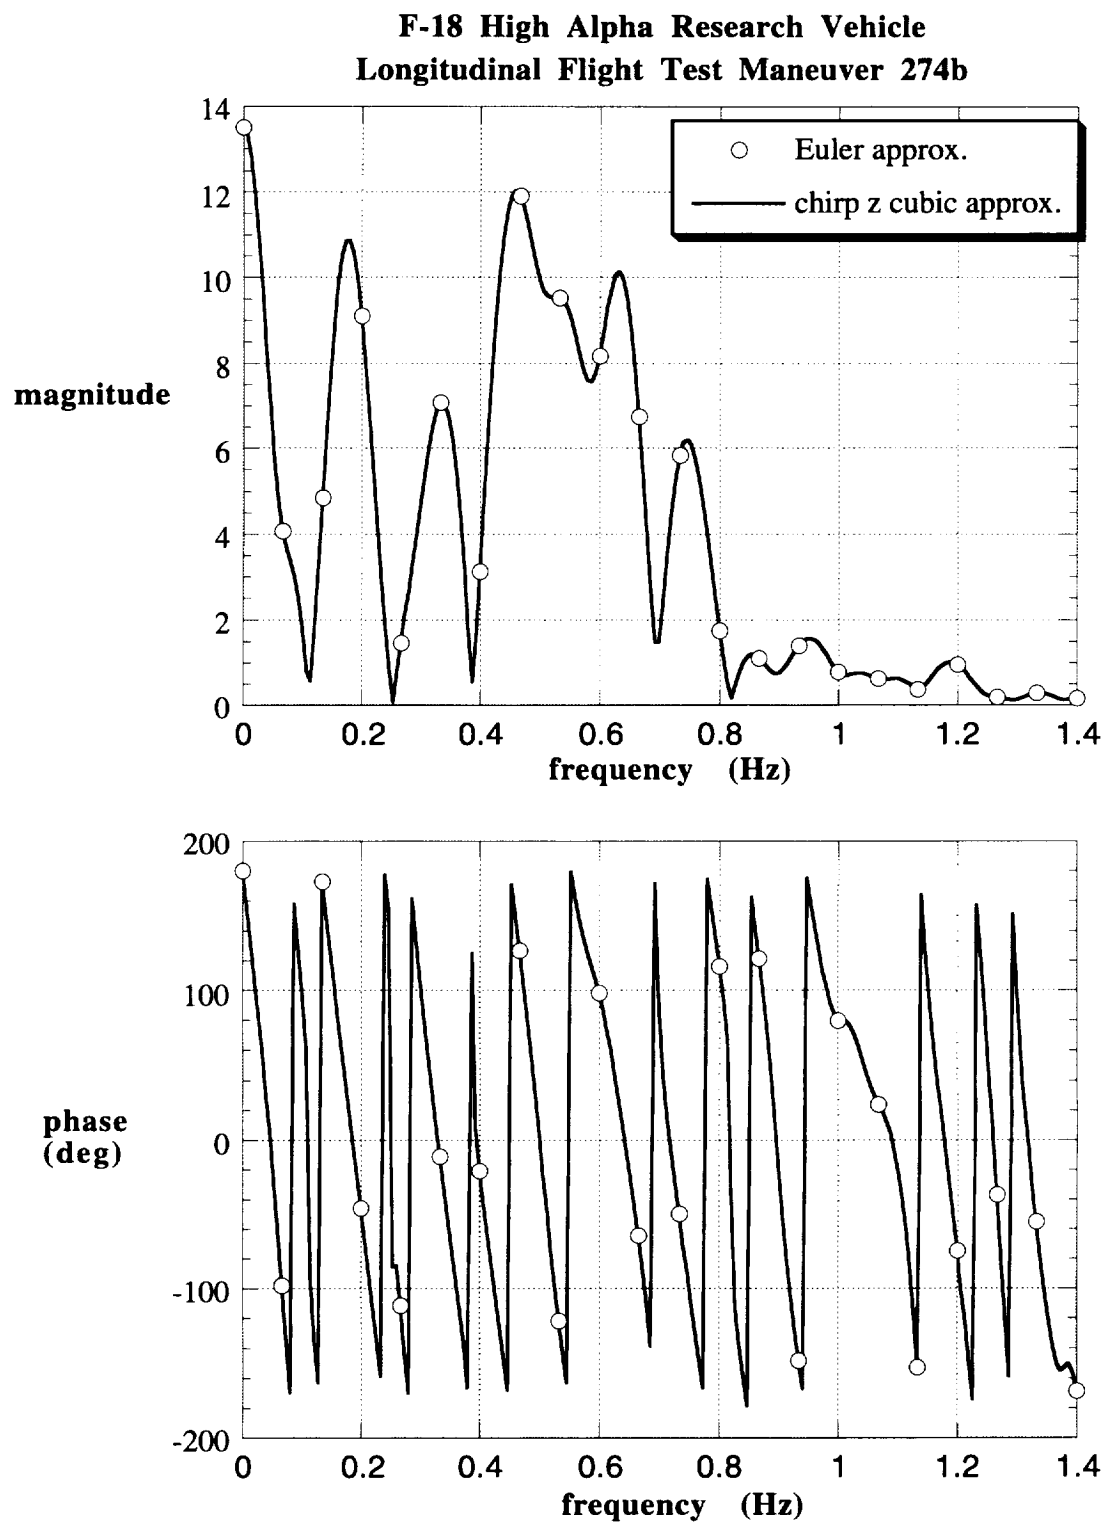 F-18 High Alpha Research Vehicle
Longitudinal Flight Test Maneuver 274b
14
12
10
8
6
4
2
0
magnitude
Euler approx.
chirp z cubic approx.
0 0.2 0.4 0.6 0.8 1 1.2 1.4
frequency (Hz)
200
100
0
-100
-200
phase
(deg)
0 0.2 0.4 0.6 0.8 1 1.2 1.4
frequency (Hz)